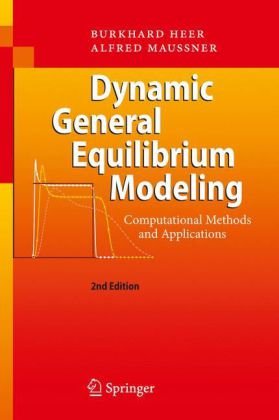 BURKHARD HEER
ALFRED MAUSSNER
Dynamic
General
Equilibrium
Modeling
Computational Methods
and Applications
2nd Edition
Springer